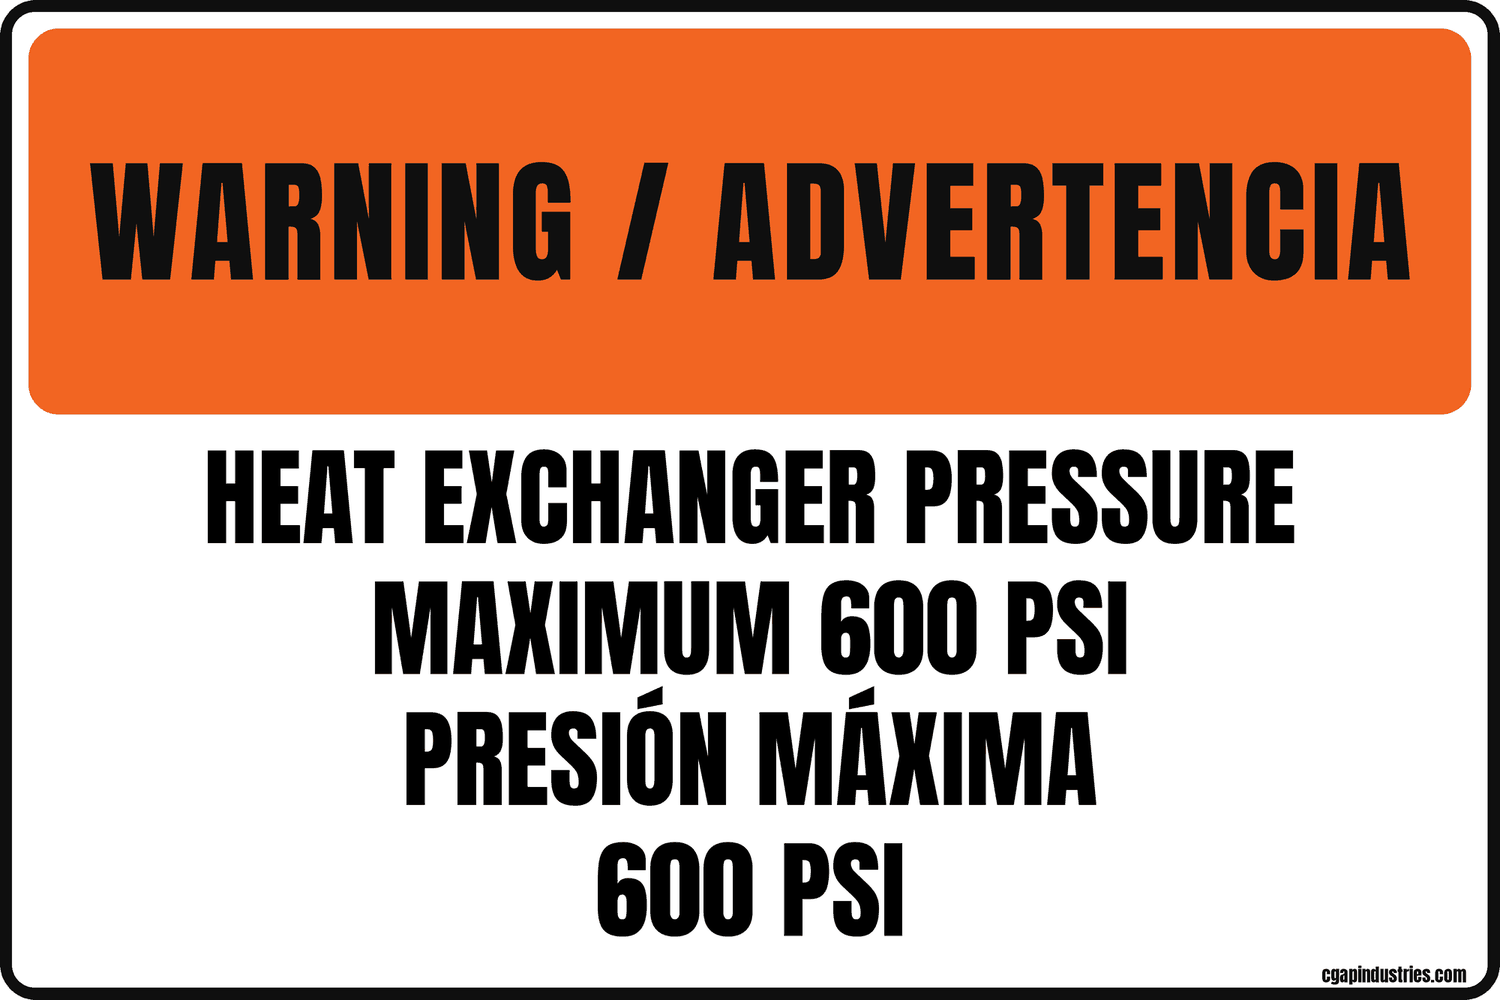 WARNING / ADVERTENCIA
HEAT EXCHANGER PRESSURE
MAXIMUM 600 PSI
PRESIÓN MÁXIMA
600 PSI
cgapindustries.com